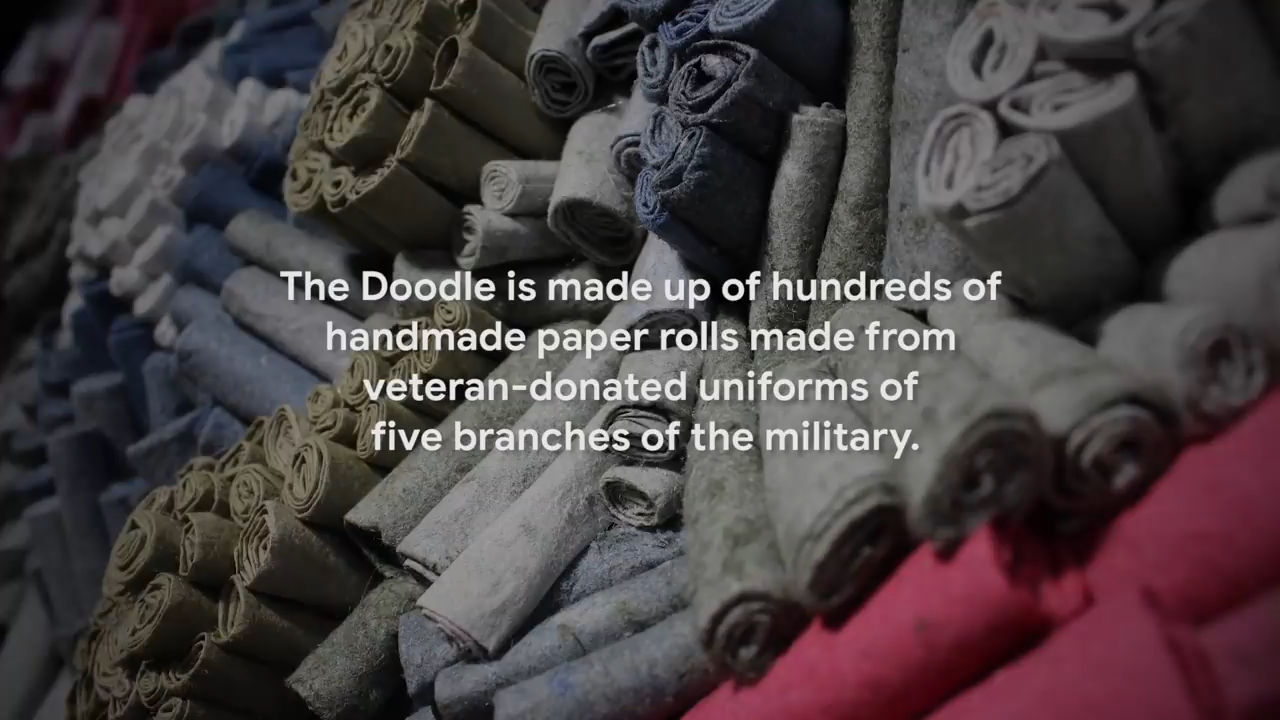 The Doodle is made up of hundreds of
handmade paper rolls made from
veteran-donated uniforms of
five branches of the military.